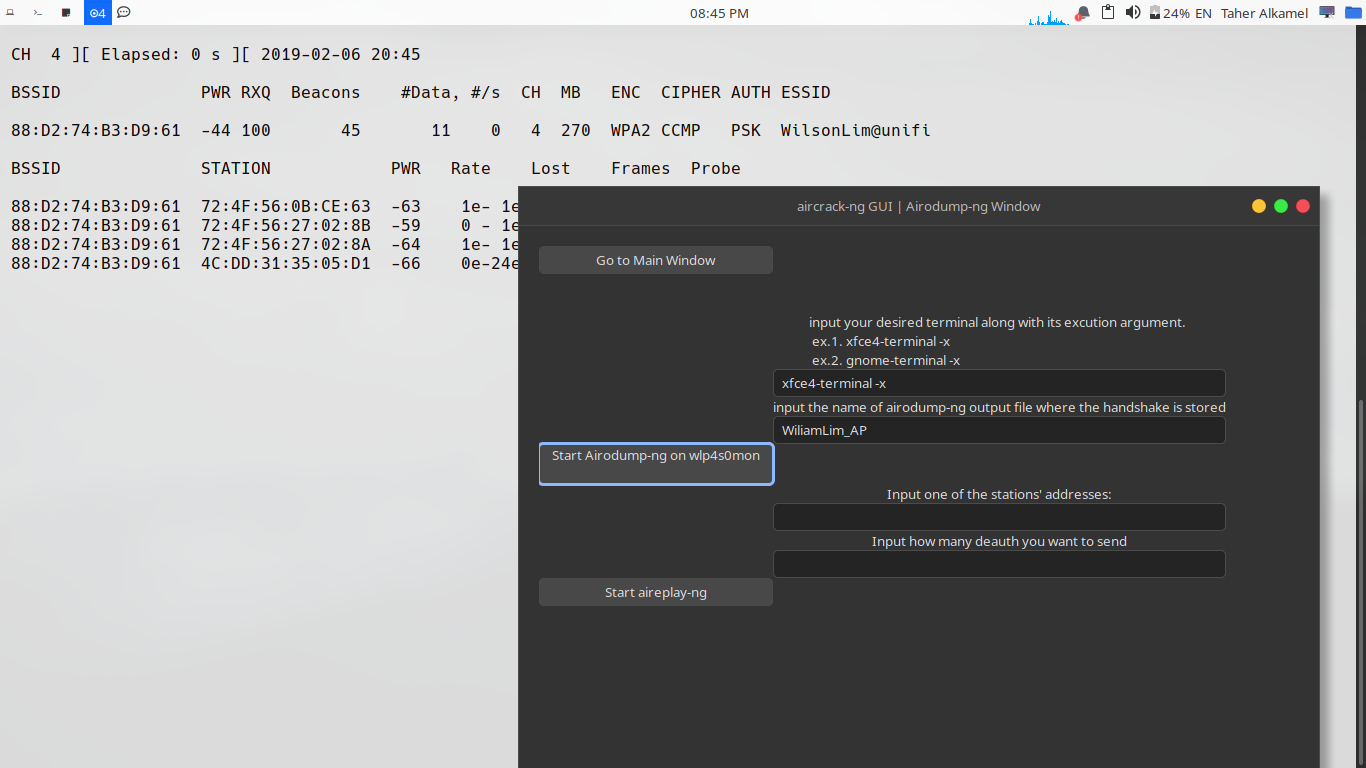 4 08:45 PM 24% EN Taher Alkamel
CH 4 ][ Elapsed: 0 s ][ 2019-02-06 20:45
BSSID PWR RXQ Beacons #Data, #/s CH MB ENC CIPHER AUTH ESSID
88:D2:74:B3:D9:61 -44 100 45 11 0 4 270 WPA2 CCMP PSK WilsonLim@unifi
BSSID STATION PWR Rate Lost Frames Probe
88:D2:74:B3:D9:61 72:4F:56:0B:CE:63 -63 1e- 1e
88:D2:74:B3:D9:61 72:4F:56:27:02:8B -59 0 - 1e
88:D2:74:B3:D9:61 72:4F:56:27:02:8A -64 1e- 1e
88:D2:74:B3:D9:61 4C:DD:31:35:05:D1 -66 0e-24e
aircrack-ng GUI | Airodump-ng Window
Go to Main Window
input your desired terminal along with its excution argument.
ex.1. xfce4-terminal -x
ex.2. gnome-terminal -x
xfce4-terminal -x
input the name of airodump-ng output file where the handshake is stored
WiliamLim_AP
Start Airodump-ng on wlp4s0mon
Input one of the stations' addresses:
Input how many deauth you want to send
Start aireplay-ng